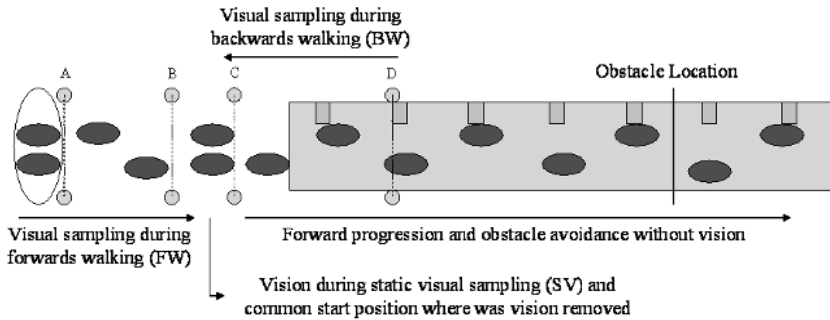 Visual sampling during
backwards walking (BW)
A
B
C
D
Obstacle Location
Visual sampling during
forwards walking (FW)
Forward progression and obstacle avoidance without vision
Vision during static visual sampling (SV) and
common start position where was vision removed